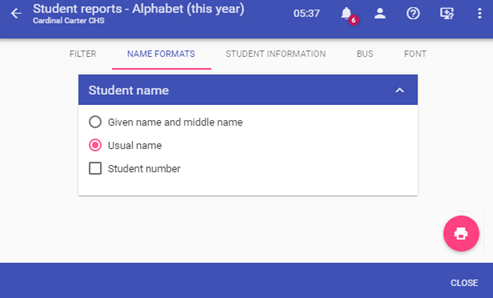 Student reports - Alphabet (this year)
Cardinal Carter CHS
05:37
6
FILTER
NAME FORMATS
STUDENT INFORMATION
BUS
FONT
Student name
Given name and middle name
Usual name
Student number
CLOSE